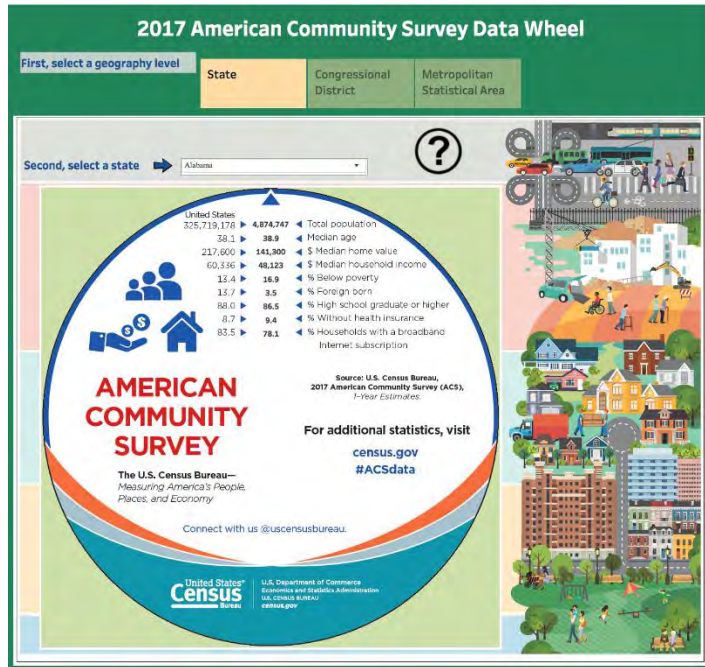 2017 American Community Survey Data Wheel
First, select a geography level
State
Congressional District
Metropolitan Statistical Area
Second, select a state
Alabama
?
United States
325,719,178 4,874,747 Total population
38.1 38.9 Median age
217,600 141,300 $ Median home value
60,336 48,123 $ Median household income
13.4 16.9 % Below poverty
13.7 3.5 % Foreign born
88.0 86.5 % High school graduate or higher
8.7 9.4 % Without health insurance
83.5 78.1 % Households with a broadband
Internet subscription
$ $
AMERICAN
COMMUNITY
SURVEY
The U.S. Census Bureau—
Measuring America's People,
Places, and Economy
Source: U.S. Census Bureau,
2017 American Community Survey (ACS),
1-Year Estimates.
For additional statistics, visit
census.gov
#ACSdata
Connect with us @uscensusbureau.
United States®
Census
Bureau
U.S. Department of Commerce
Economics and Statistics Administration
U.S. CENSUS BUREAU
census.gov